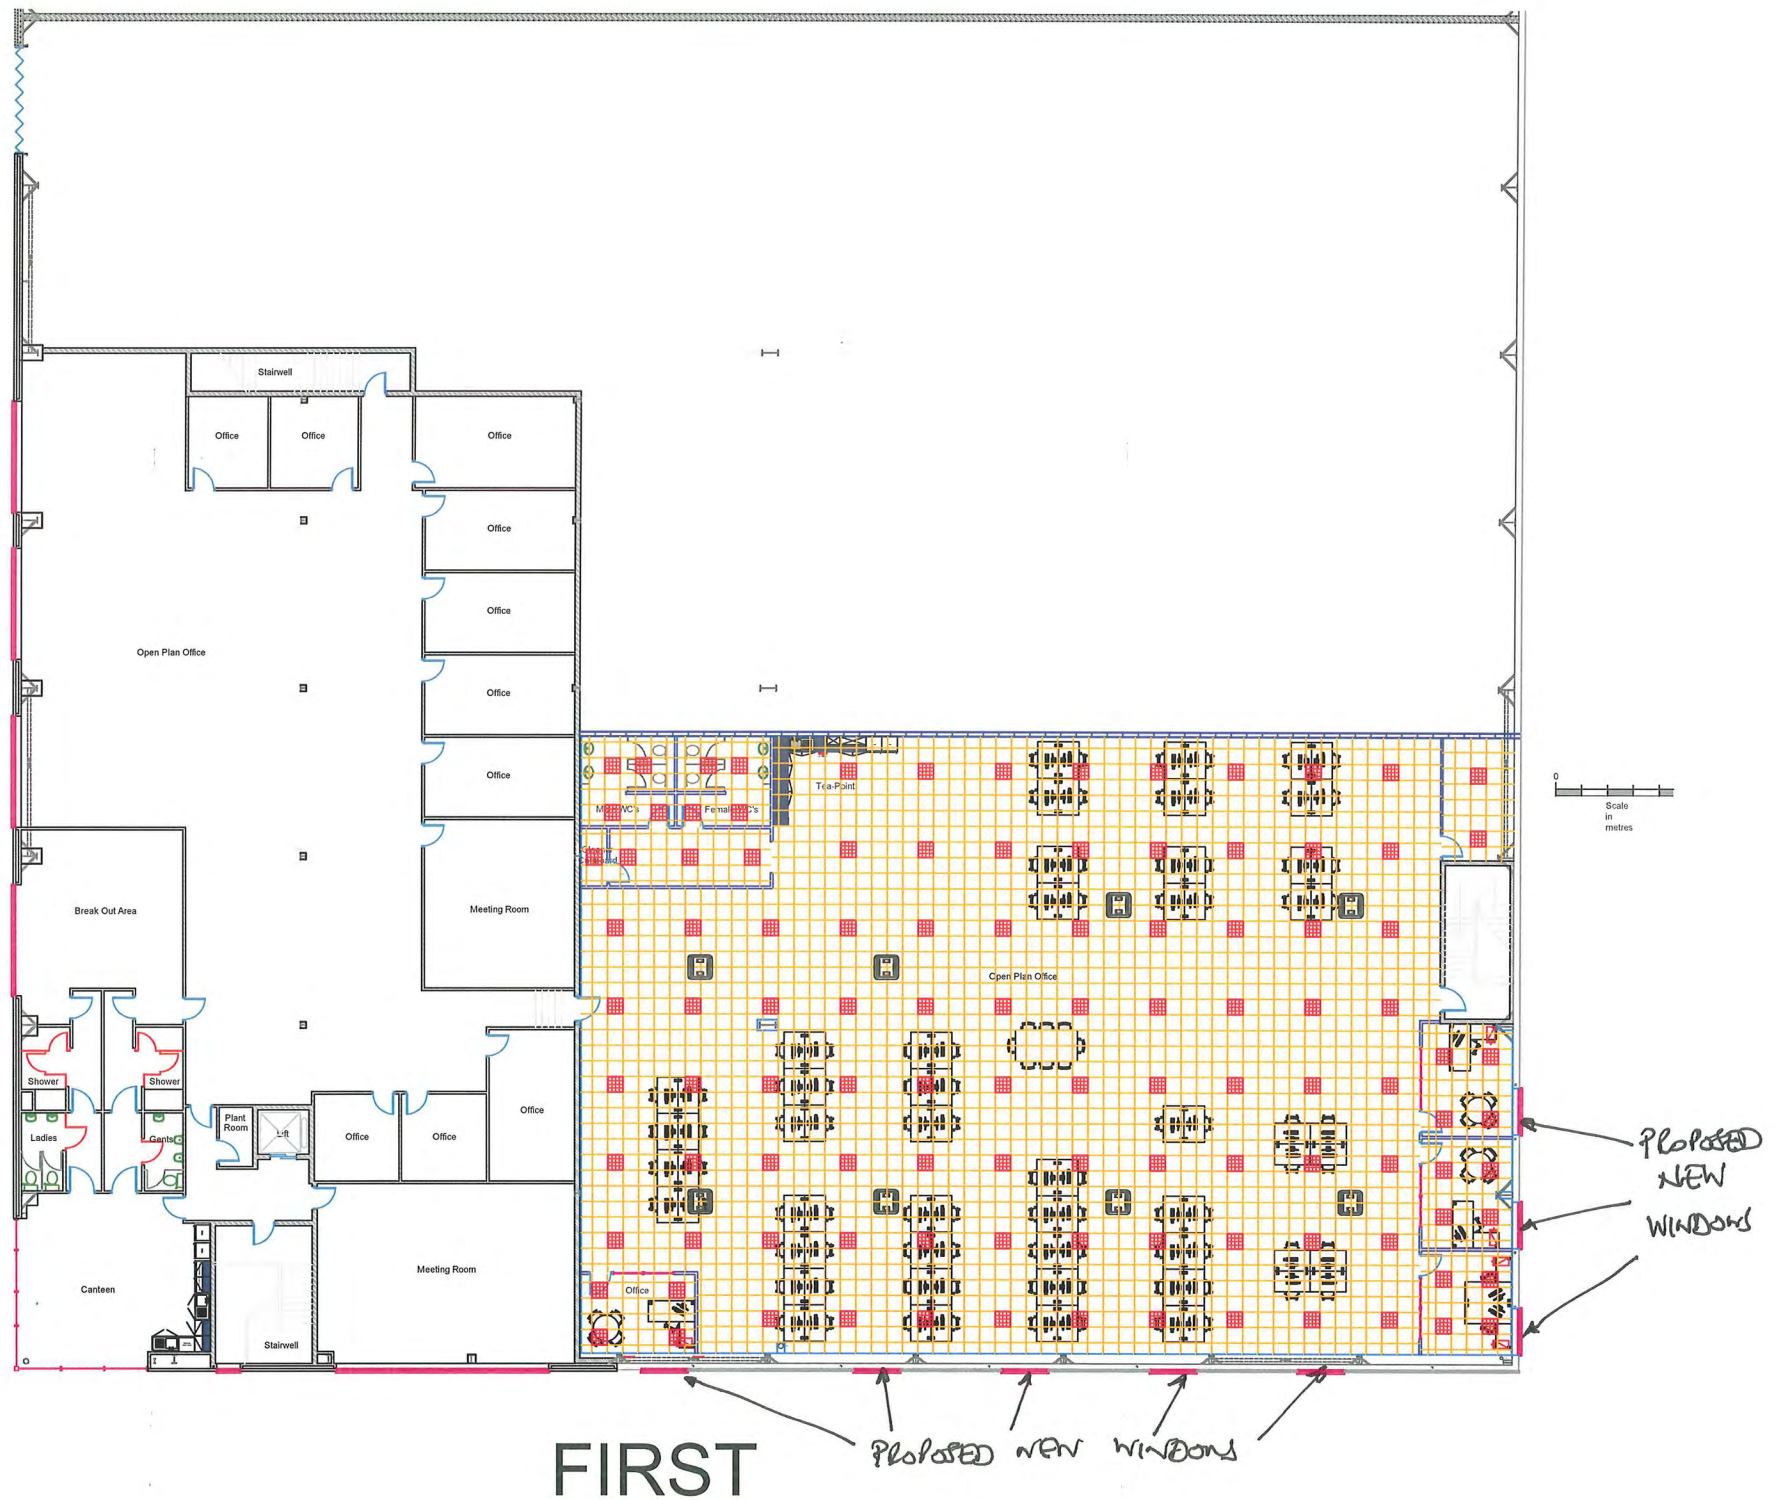 Stairwell
Office
Office
Office
Office
Office
Open Plan Office
Office
Office
Tea-Point
0
Scale
in
metres
Female WC's
Break Out Area
Meeting Room
Open Plan Office
Shower
Shower
Plant
Room
Lift
Office
Ladies
Gents
Office
Office
PROPOSED
NEW
WINDOWS
Canteen
Meeting Room
Office
Stairwell
PROPOSED NEW WINDOWS
FIRST